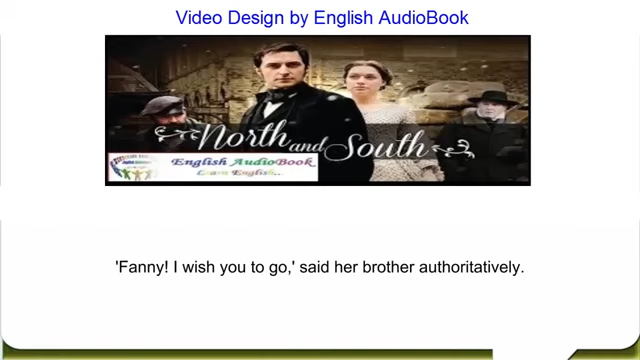 Video Design by English AudioBook
North and South
English AudioBook
Learn English...
'Fanny! I wish you to go,' said her brother authoritatively.